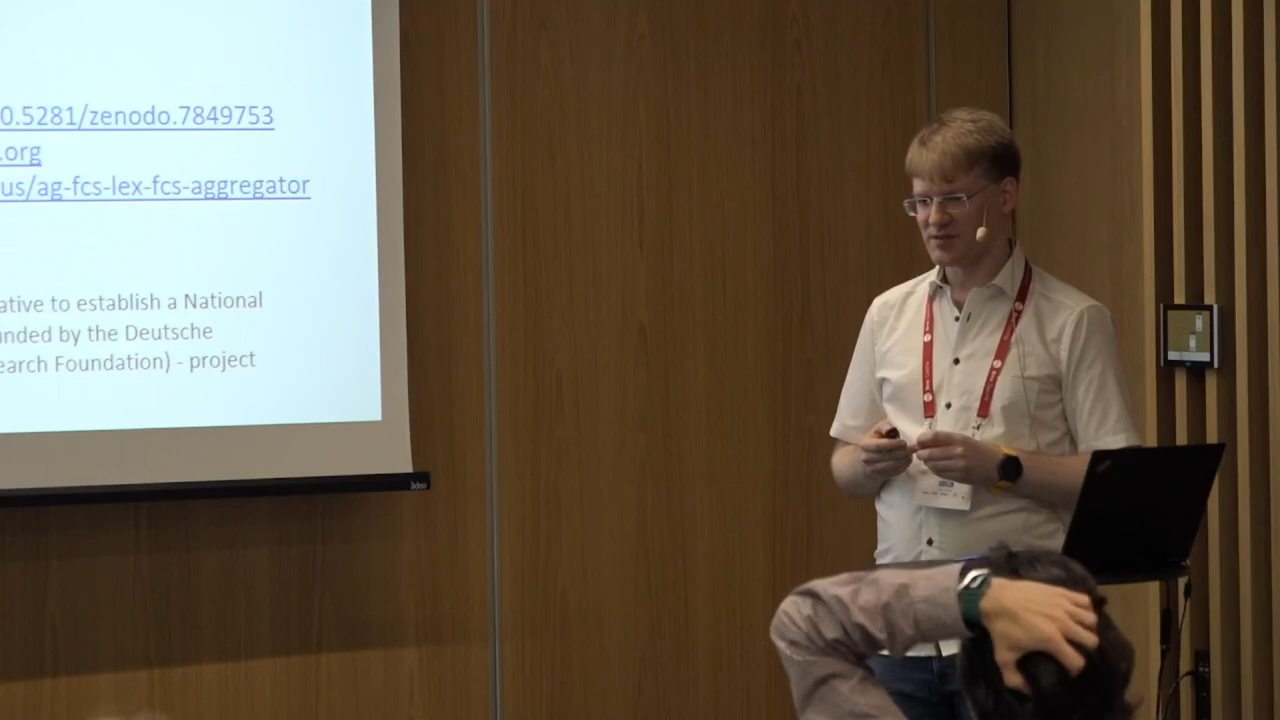 0.5281/zenodo.7849753
.org
us/ag-fcs-lex-fcs-aggregator
ative to establish a National
unded by the Deutsche
earch Foundation) - project